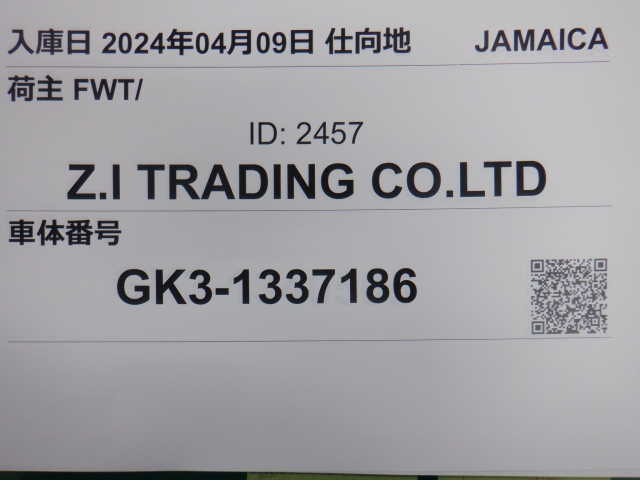 入庫日 2024年04月09日 仕向地 JAMAICA
荷主 FWT/
ID: 2457
Z.I TRADING CO.LTD
車体番号
GK3-1337186